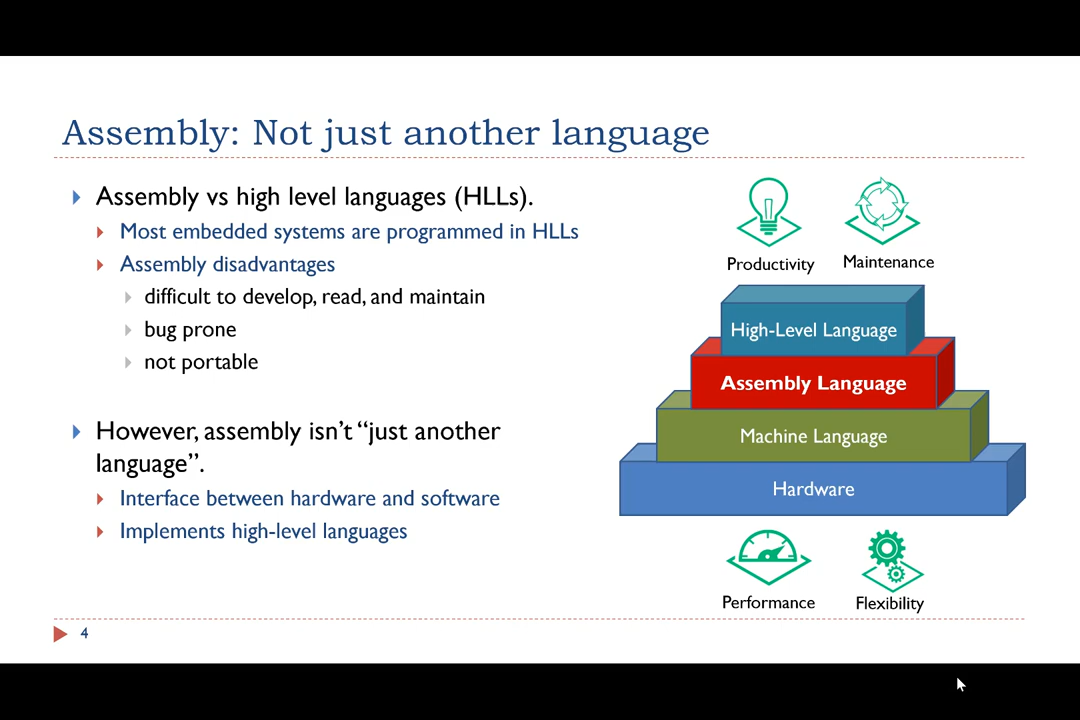 Assembly: Not just another language
Assembly vs high level languages (HLLs).
Most embedded systems are programmed in HLLs
Assembly disadvantages
difficult to develop, read, and maintain
bug prone
not portable
However, assembly isn’t “just another
language”.
Interface between hardware and software
Implements high-level languages
Productivity
Maintenance
High-Level Language
Assembly Language
Machine Language
Hardware
Performance
Flexibility
4